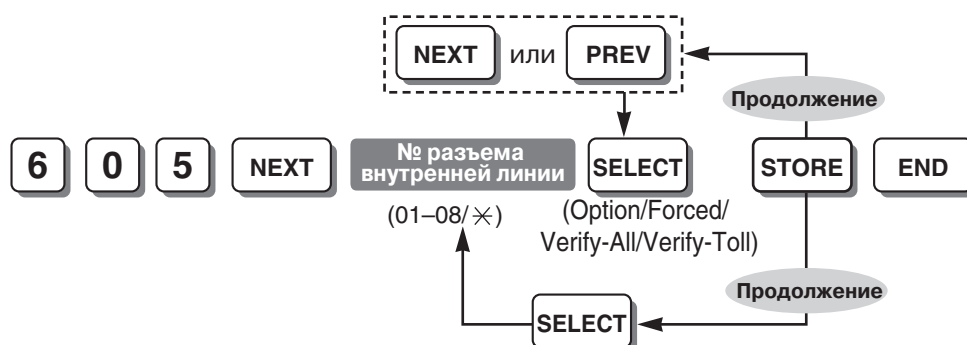 NEXT или PREV
Продолжение
6 0 5 NEXT № разъема внутренней линии SELECT STORE END
(01–08/✳)
(Option/Forced/
Verify-All/Verify-Toll)
Продолжение
SELECT